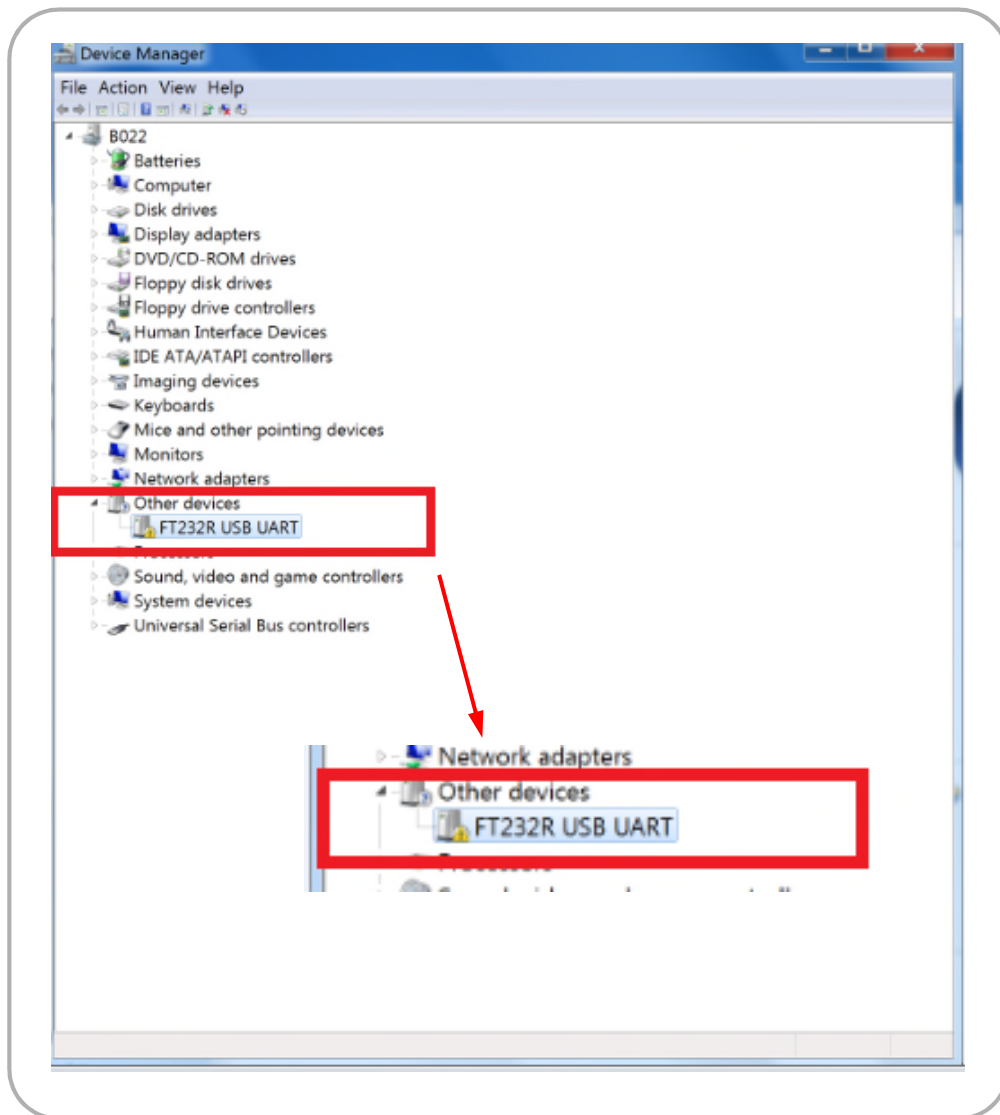 Device Manager
File Action View Help
B022
Batteries
Computer
Disk drives
Display adapters
DVD/CD-ROM drives
Floppy disk drives
Floppy drive controllers
Human Interface Devices
IDE ATA/ATAPI controllers
Imaging devices
Keyboards
Mice and other pointing devices
Monitors
Network adapters
Other devices
FT232R USB UART
Sound, video and game controllers
System devices
Universal Serial Bus controllers
Network adapters
Other devices
FT232R USB UART